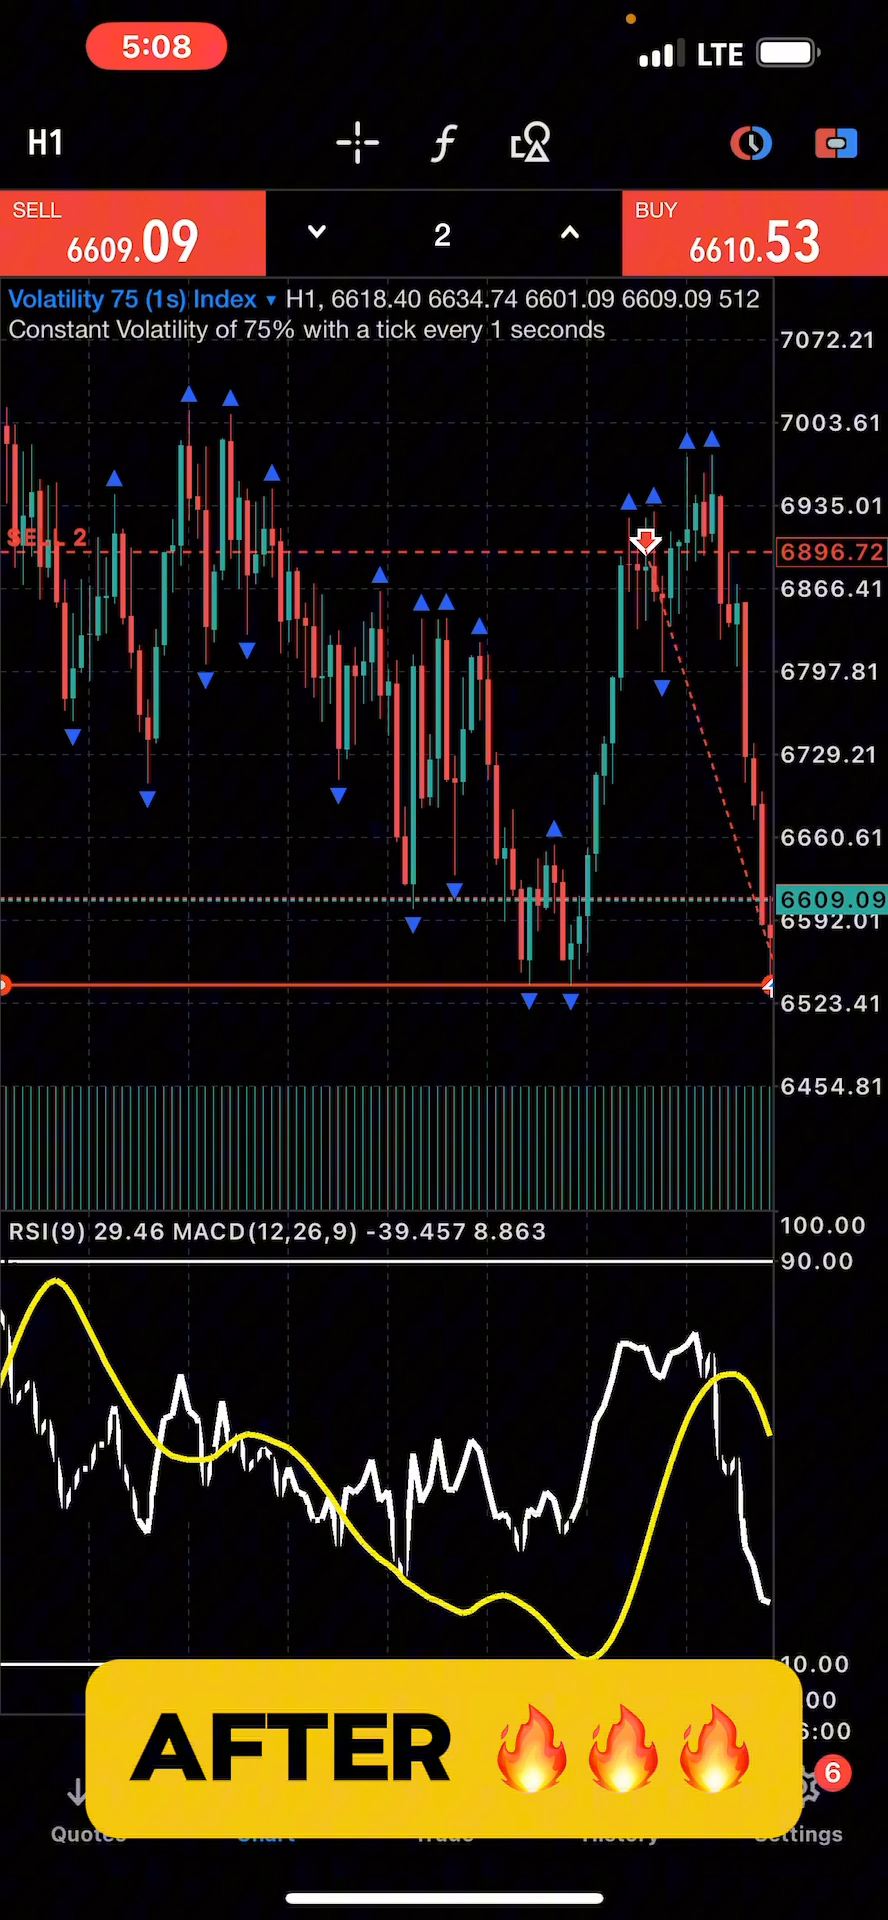 5:08
LTE
H1
f
SELL
6609.09
2
BUY
6610.53
Volatility 75 (1s) Index ▾ H1, 6618.40 6634.74 6601.09 6609.09 512
Constant Volatility of 75% with a tick every 1 seconds
7072.21
7003.61
6935.01
SELL 2
6896.72
6866.41
6797.81
6729.21
6660.61
6609.09
6592.01
6523.41
6454.81
RSI(9) 29.46 MACD(12,26,9) -39.457 8.863
100.00
90.00
10.00
AFTER 🔥🔥🔥
6
Quotes
Chart
Trade
History
Settings